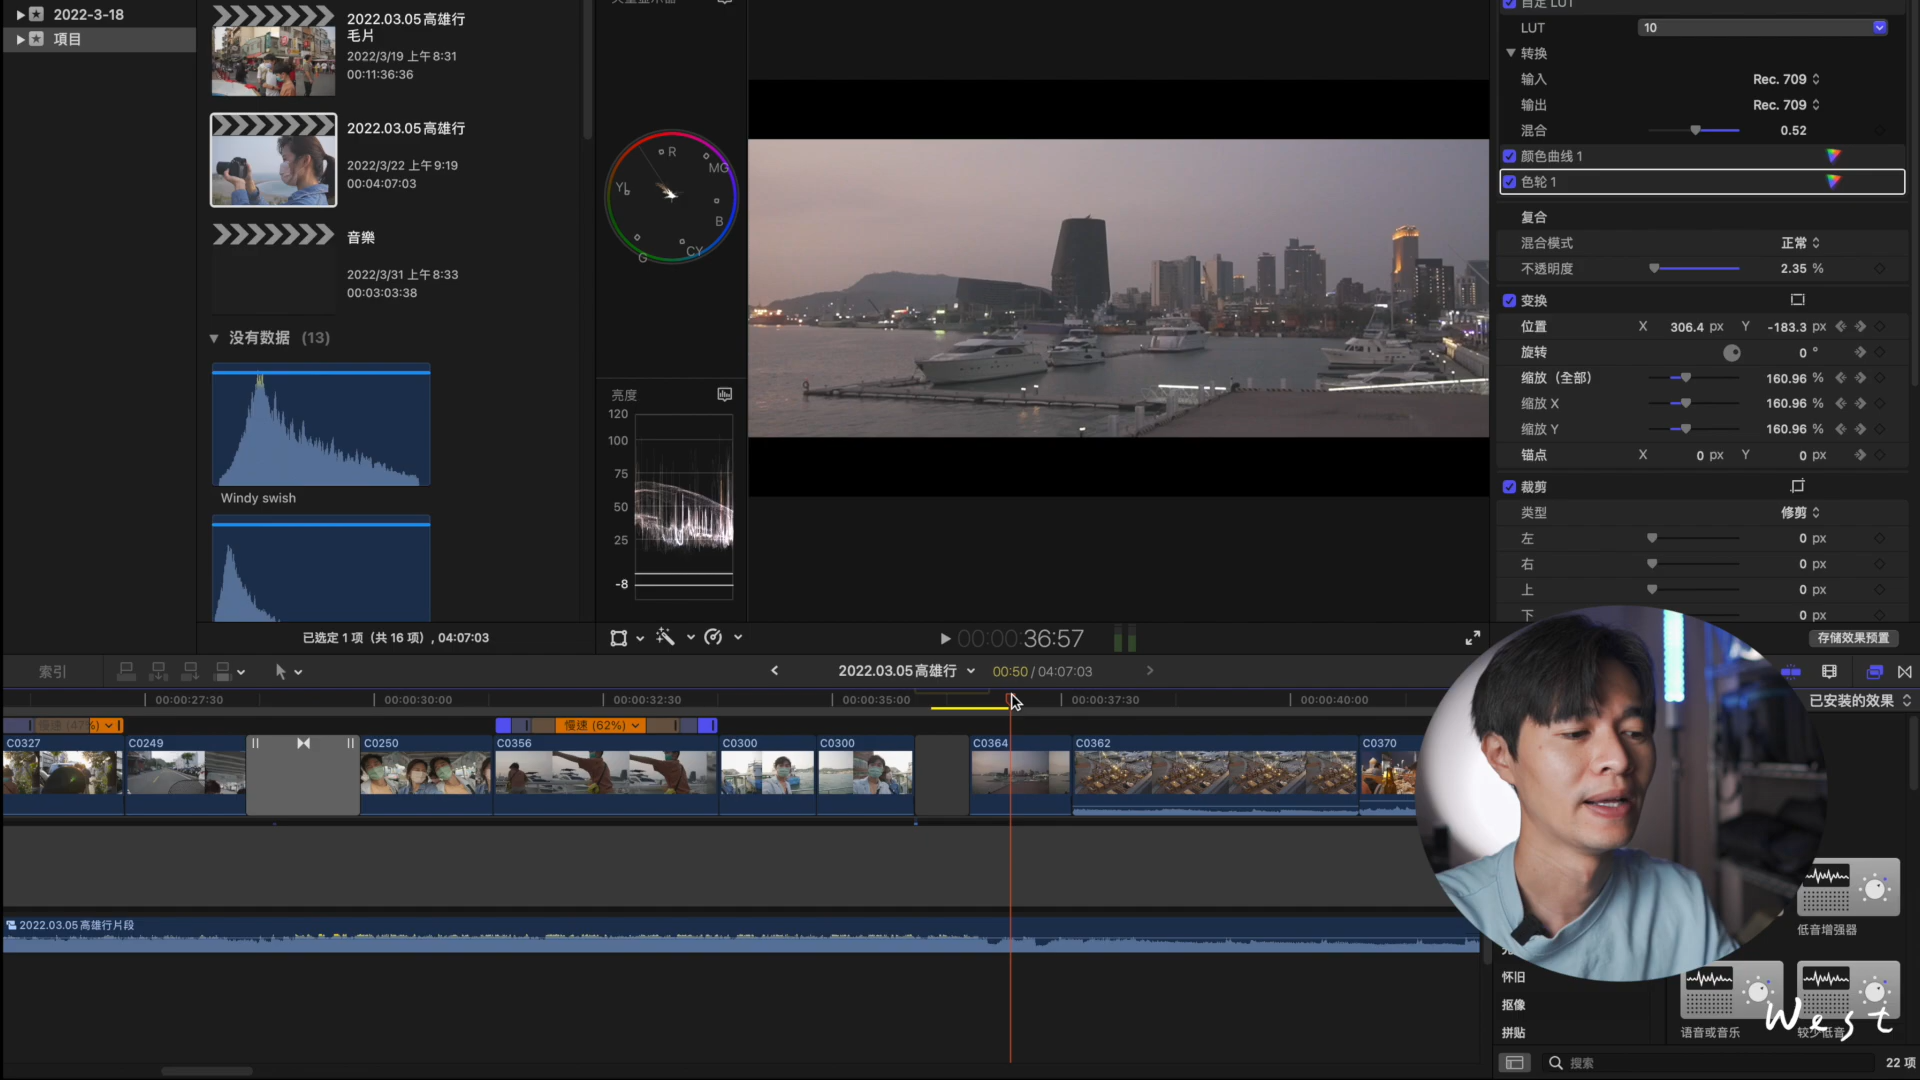 2022-3-18
項目
2022.03.05高雄行
毛片
2022/3/19 上午8:31
00:11:36:36
2022.03.05高雄行
2022/3/22 上午9:19
00:04:07:03
音樂
2022/3/31 上午8:33
00:03:03:38
没有数据 (13)
Windy swish
已选定 1 项（共 16 项）, 04:07:03
R
MG
YL
B
CY
G
亮度
120
100
75
50
25
-8
自定 LUT
LUT 10
转换
输入 Rec. 709
输出 Rec. 709
混合 0.52
颜色曲线 1
色轮 1
复合
混合模式 正常
不透明度 2.35 %
变换
位置 X 306.4 px Y -183.3 px
旋转 0 °
缩放（全部） 160.96 %
缩放 X 160.96 %
缩放 Y 160.96 %
锚点 X 0 px Y 0 px
裁剪
类型 修剪
左 0 px
右 0 px
上 0 px
下 0 px
存储效果预置
00:00:36:57
索引
2022.03.05高雄行 00:50 / 04:07:03
已安装的效果
00:00:27:30 00:00:30:00 00:00:32:30 00:00:35:00 00:00:37:30 00:00:40:00
慢速 (47%) 慢速 (62%)
C0327 C0249 C0250 C0356 C0300 C0300 C0364 C0362 C0370
2022.03.05高雄行片段
低音增强器
怀旧
抠像
拼贴
语音或音乐 较少低音
West
搜索
22 项